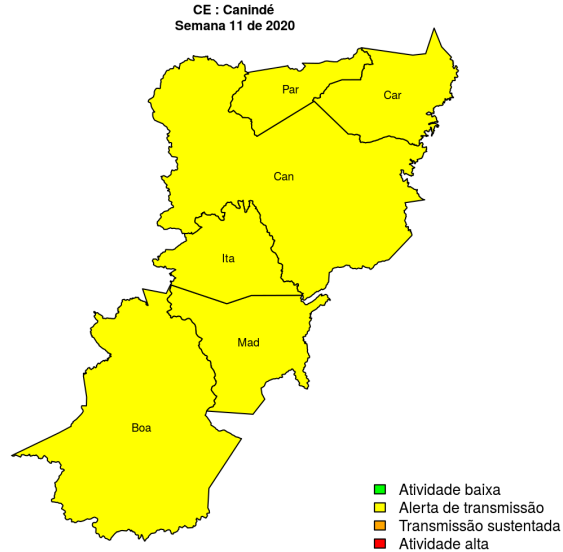 CE : Canindé
Semana 11 de 2020
Par
Car
Can
Ita
Mad
Boa
Atividade baixa
Alerta de transmissão
Transmissão sustentada
Atividade alta